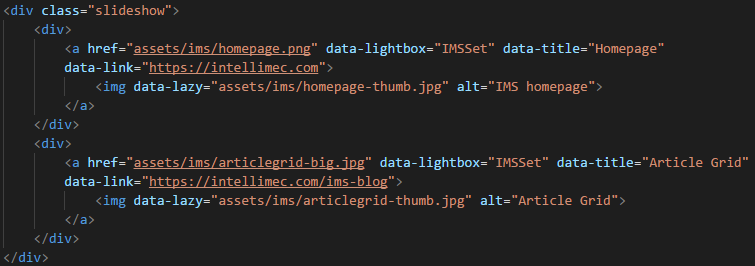 <div class="slideshow">
<div>
<a href="assets/ims/homepage.png" data-lightbox="IMSSet" data-title="Homepage"
data-link="https://intellimec.com">
<img data-lazy="assets/ims/homepage-thumb.jpg" alt="IMS homepage">
</a>
</div>
<div>
<a href="assets/ims/articlegrid-big.jpg" data-lightbox="IMSSet" data-title="Article Grid"
data-link="https://intellimec.com/ims-blog">
<img data-lazy="assets/ims/articlegrid-thumb.jpg" alt="Article Grid">
</a>
</div>
</div>